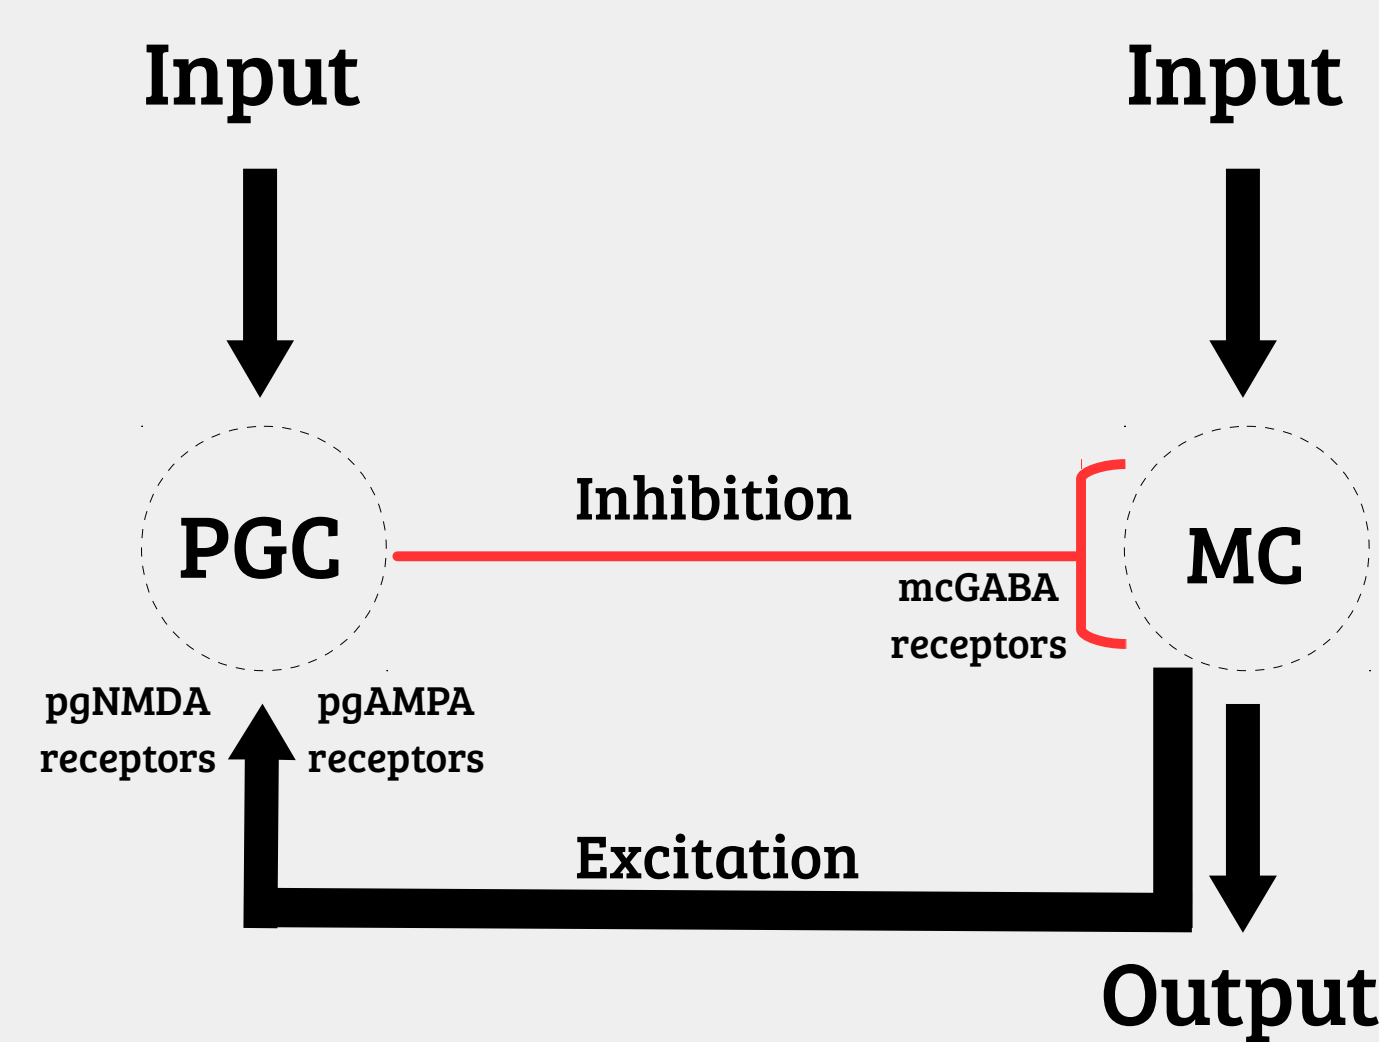 Input
Input
Inhibition
PGC
MC
mcGABA
receptors
pgNMDA
receptors
pgAMPA
receptors
Excitation
Output